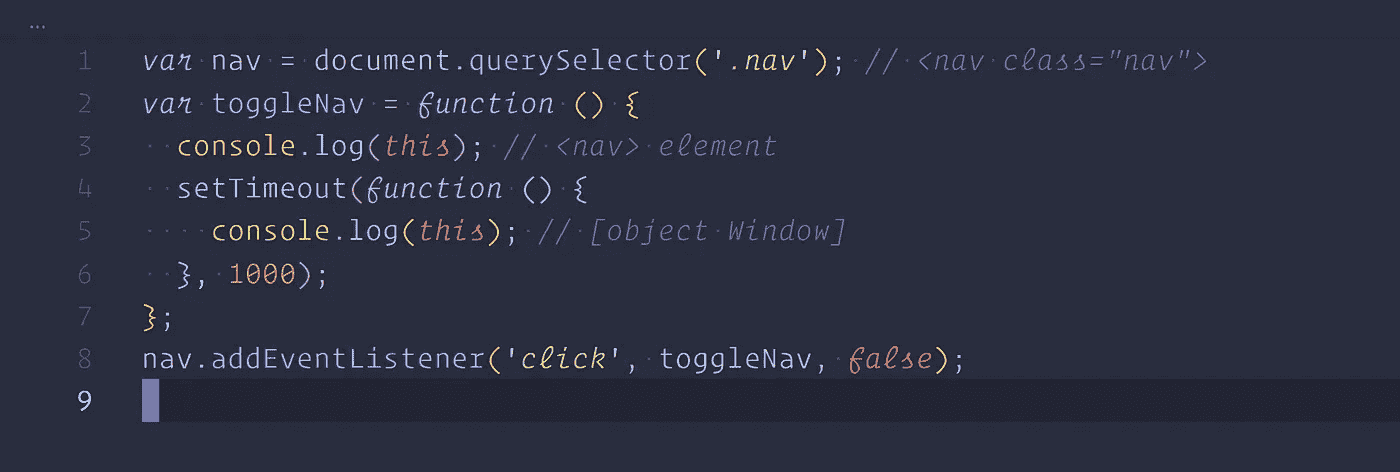 ...
1 var nav = document.querySelector('.nav'); // <nav class="nav">
2 var toggleNav = function () {
3   console.log(this); // <nav> element
4   setTimeout(function () {
5     console.log(this); // [object Window]
6   }, 1000);
7 };
8 nav.addEventListener('click', toggleNav, false);
9